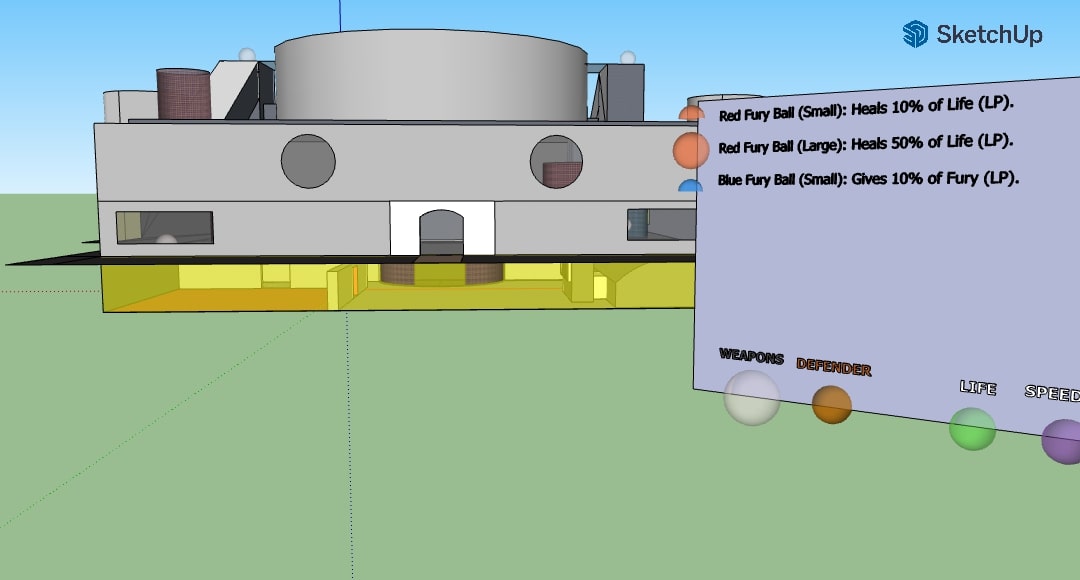 SketchUp
Red Fury Ball (Small): Heals 10% of Life (LP).
Red Fury Ball (Large): Heals 50% of Life (LP).
Blue Fury Ball (Small): Gives 10% of Fury (LP).
WEAPONS DEFENDER
LIFE SPEED